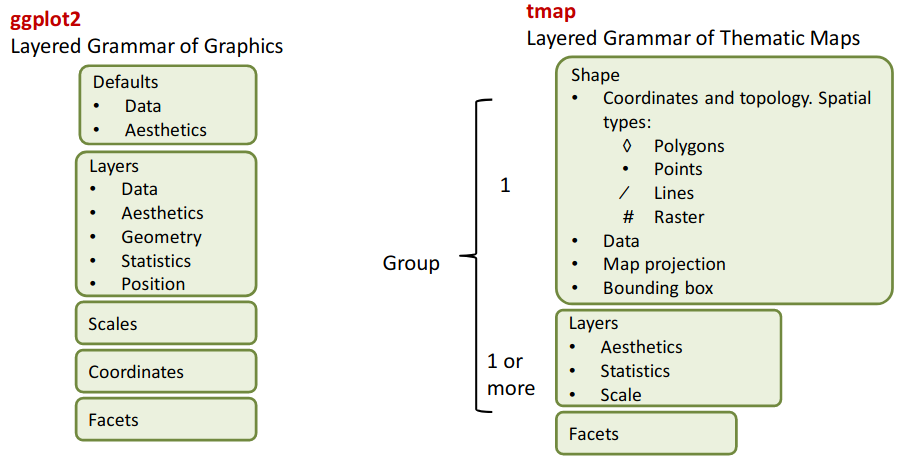 ggplot2
Layered Grammar of Graphics
Defaults
• Data
• Aesthetics
Layers
• Data
• Aesthetics
• Geometry
• Statistics
• Position
Scales
Coordinates
Facets
Group
1
1 or
more
tmap
Layered Grammar of Thematic Maps
Shape
• Coordinates and topology. Spatial
types:
◊ Polygons
• Points
⁄ Lines
# Raster
• Data
• Map projection
• Bounding box
Layers
• Aesthetics
• Statistics
• Scale
Facets